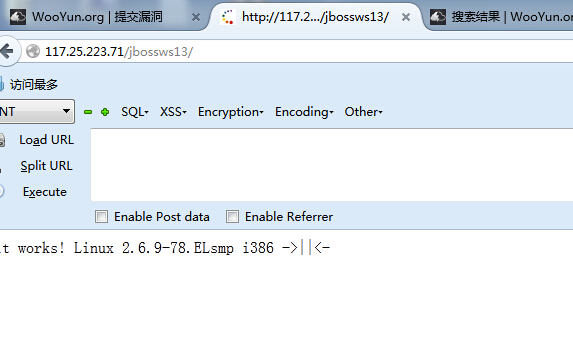 WooYun.org | 提交漏洞 × http://117.2.../jbossws13/ × 搜索结果 | WooYun.or
117.25.223.71/jbossws13/
访问最多
NT SQL▾ XSS▾ Encryption▾ Encoding▾ Other▾
Load URL
Split URL
Execute
Enable Post data Enable Referrer
it works! Linux 2.6.9-78.ELsmp i386 ->||<-